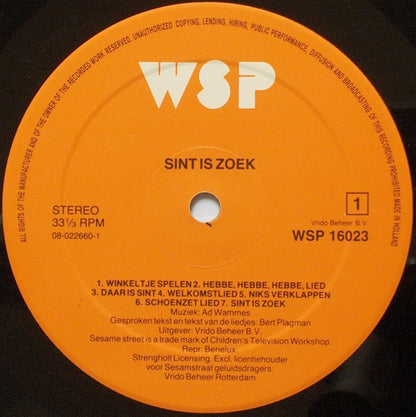 ALL RIGHTS OF THE MANUFACTURER AND OF THE OWNER OF THE RECORDED WORK RESERVED. UNAUTHORIZED COPYING, LENDING, HIRING, PUBLIC PERFORMANCE, DIFFUSION AND BROADCASTING OF THIS RECORD PROHIBITED MADE IN HOLLAND
WSP
SINT IS ZOEK
STEREO
33⅓ RPM
08-022660-1
1
Vrido Beheer B.V.
WSP 16023
1. WINKELTJE SPELEN 2. HEBBE, HEBBE, HEBBE, LIED
3. DAAR IS SINT 4. WELKOMSTLIED 5. NIKS VERKLAPPEN
6. SCHOENZET LIED 7. SINT IS ZOEK
Muziek: Ad Wammes
Gesproken tekst en tekst van de liedjes: Bert Plagman
Uitgever: Vrido Beheer B.V.
Sesame street is a trade mark of Children's Television Workshop.
Repr. Benelux:
Strengholt Licensing. Excl. licentiehouder
voor Sesamstraat geluidsdragers:
Vrido Beheer Rotterdam